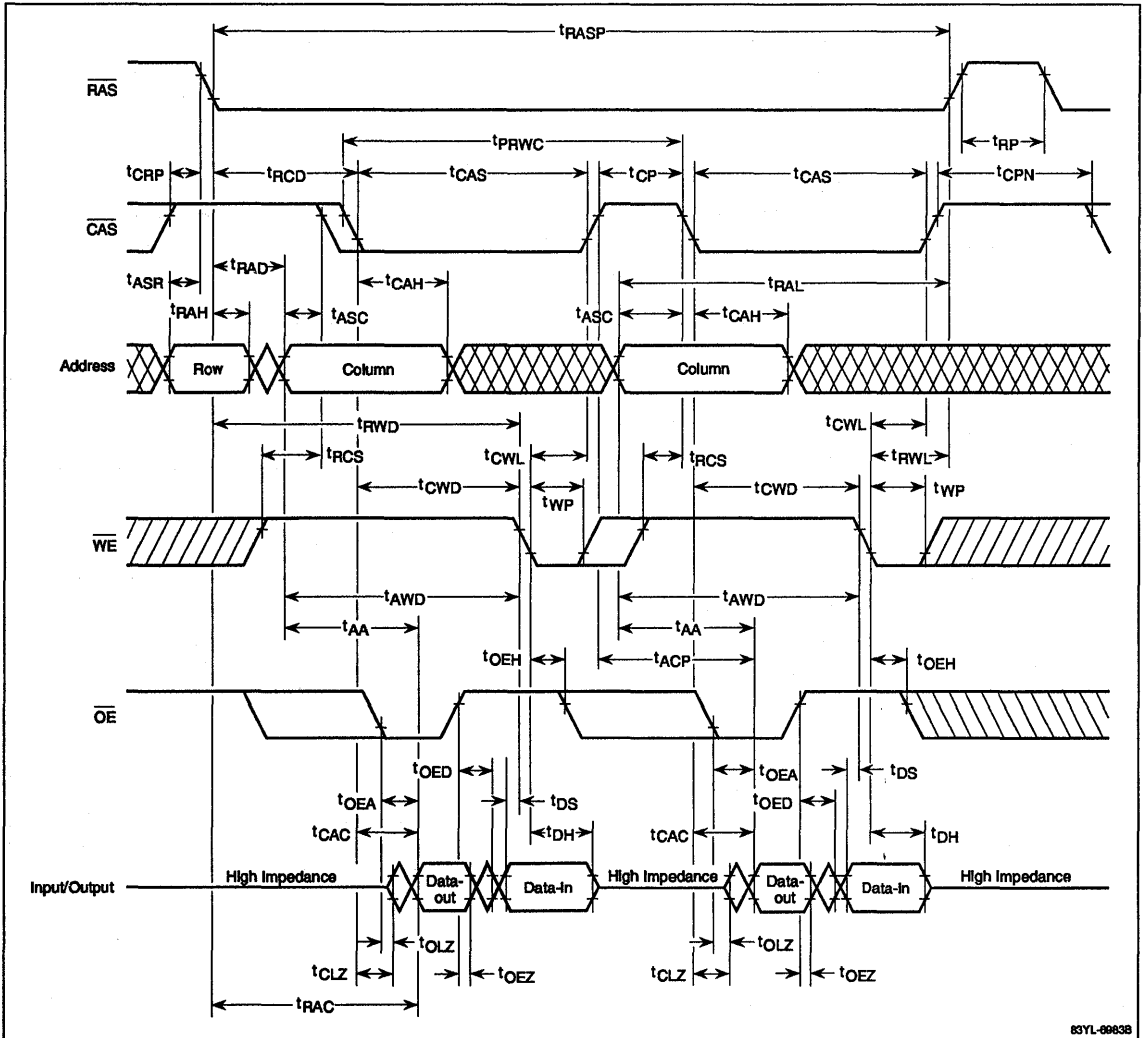 tRASP
RAS
tRP
tPRWC
tCRP tRCD tCAS tCP tCAS tCPN
CAS
tRAD
tASR tCAH tRAL
tRAH tASC tASC tCAH
Address Row Column Column
tRWD tCWL
tRCS tCWL tRCS tRWL
tCWD tWP tCWD tWP
WE
tAWD tAWD
tAA tAA
tOEH tACP tOEH
OE
tOED tOEA tDS
tOEA tDS tOED
tCAC tDH tCAC tDH
Input/Output High Impedance Data-out Data-In High Impedance Data-out Data-In High Impedance
tOLZ tOLZ
tCLZ tOEZ tCLZ tOEZ
tRAC
83YL-6983B